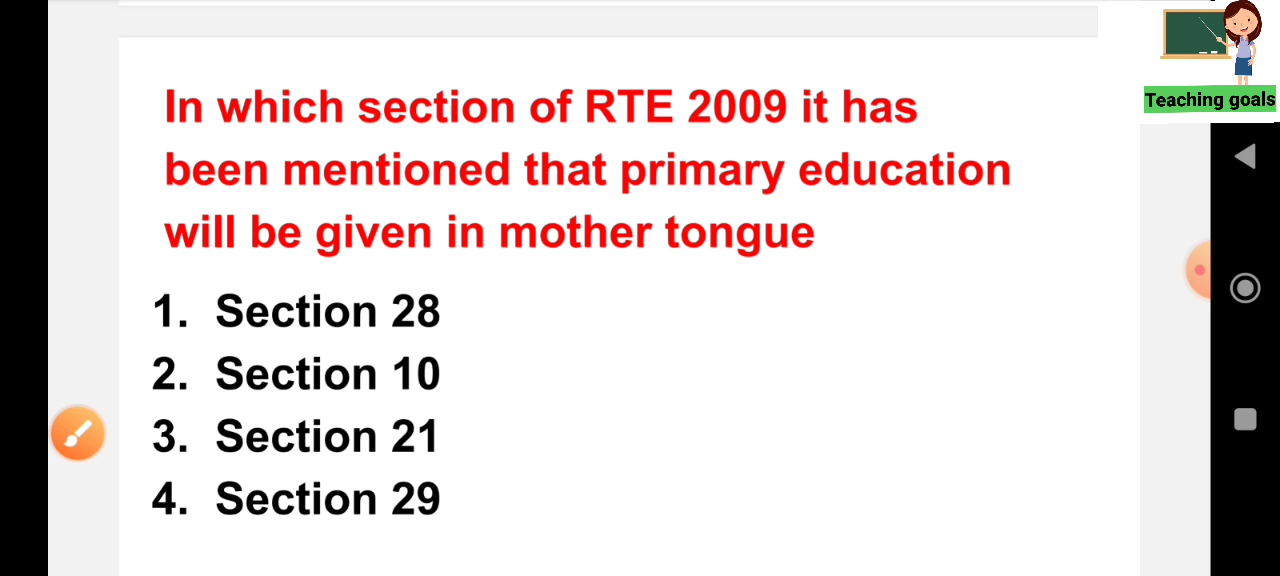 Teaching goals
In which section of RTE 2009 it has
been mentioned that primary education
will be given in mother tongue
1. Section 28
2. Section 10
3. Section 21
4. Section 29